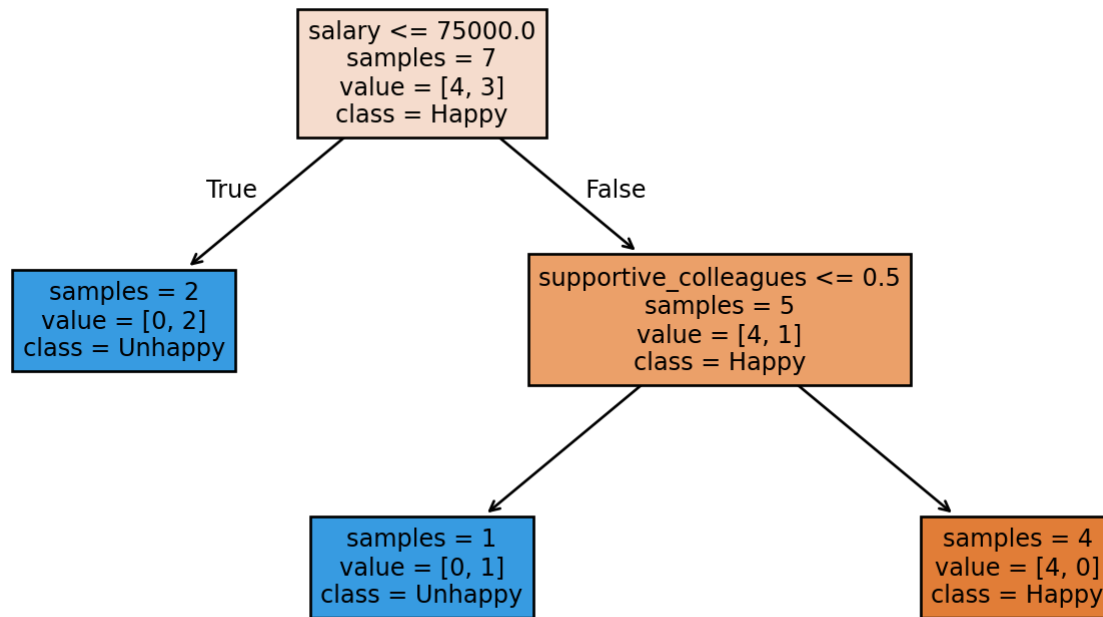 salary <= 75000.0
samples = 7
value = [4, 3]
class = Happy
True
False
samples = 2
value = [0, 2]
class = Unhappy
supportive_colleagues <= 0.5
samples = 5
value = [4, 1]
class = Happy
samples = 1
value = [0, 1]
class = Unhappy
samples = 4
value = [4, 0]
class = Happy